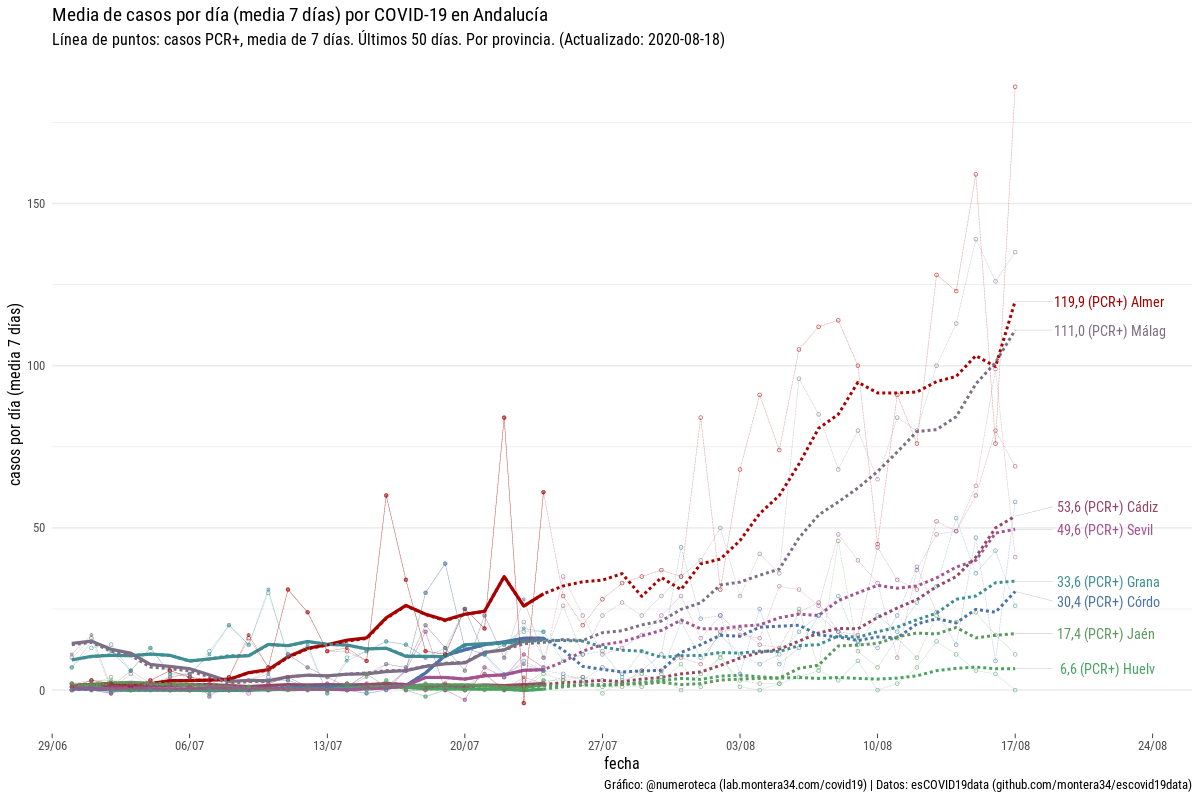 Media de casos por día (media 7 días) por COVID-19 en Andalucía
Línea de puntos: casos PCR+, media de 7 días. Últimos 50 días. Por provincia. (Actualizado: 2020-08-18)
casos por día (media 7 días)
150
100
50
0
119,9 (PCR+) Almer
111,0 (PCR+) Málag
53,6 (PCR+) Cádiz
49,6 (PCR+) Sevil
33,6 (PCR+) Grana
30,4 (PCR+) Córdo
17,4 (PCR+) Jaén
6,6 (PCR+) Huelv
29/06 06/07 13/07 20/07 27/07 03/08 10/08 17/08 24/08
fecha
Gráfico: @numeroteca (lab.montera34.com/covid19) | Datos: esCOVID19data (github.com/montera34/escovid19data)